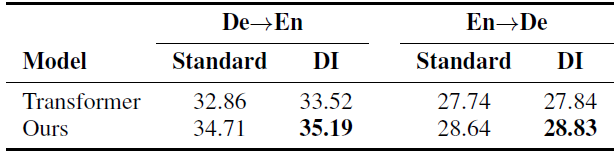 De→En En→De
Model Standard DI Standard DI
Transformer 32.86 33.52 27.74 27.84
Ours 34.71 35.19 28.64 28.83